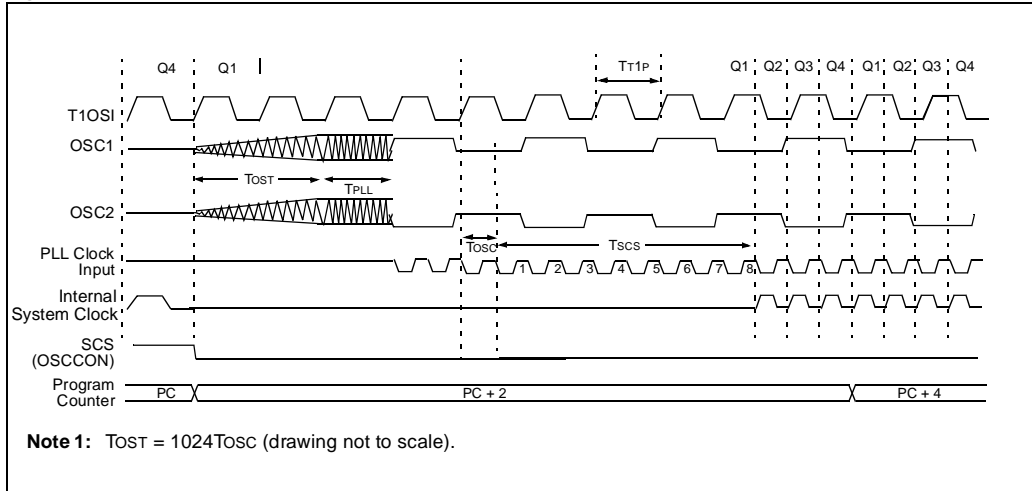 TT1P
Q4 Q1 Q1 Q2 Q3 Q4 Q1 Q2 Q3 Q4
T1OSI
OSC1
TOST TPLL
OSC2
TOSC TSCS
PLL Clock
Input
1 2 3 4 5 6 7 8
Internal
System Clock
SCS
(OSCCON)
Program
Counter
PC PC + 2 PC + 4
Note 1: TOST = 1024TOSC (drawing not to scale).